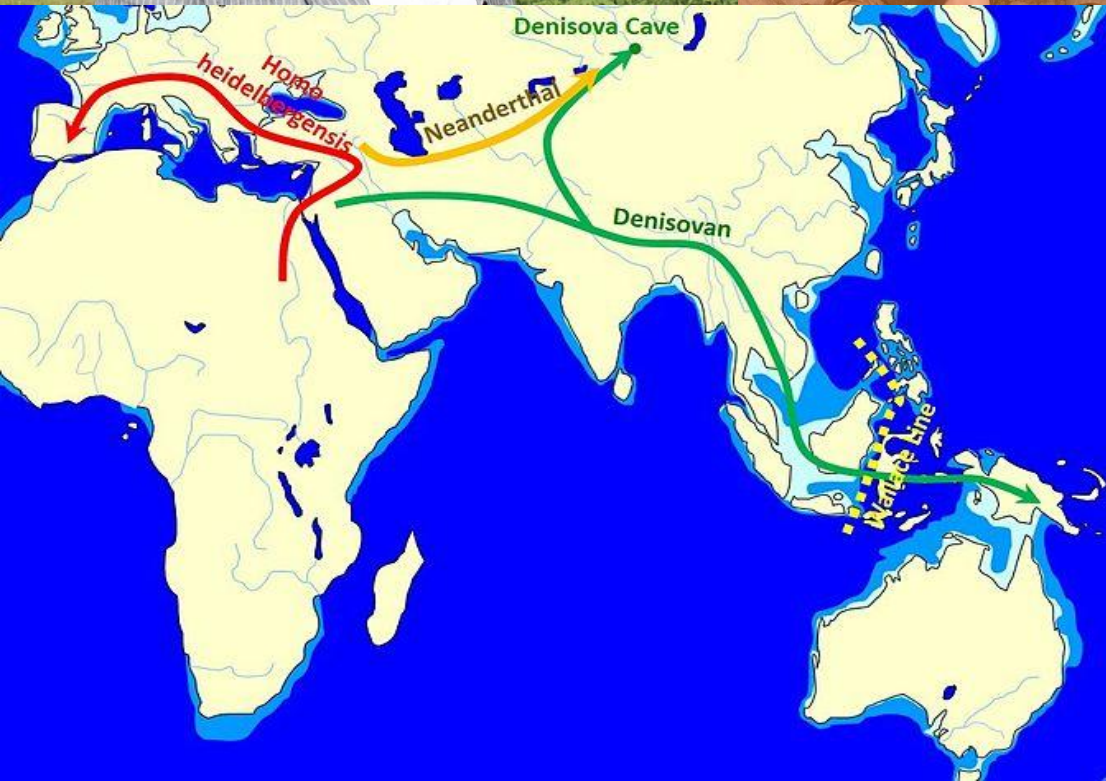 Denisova Cave
Homo
heidelbergensis
Neanderthal
Denisovan
Wallace Line